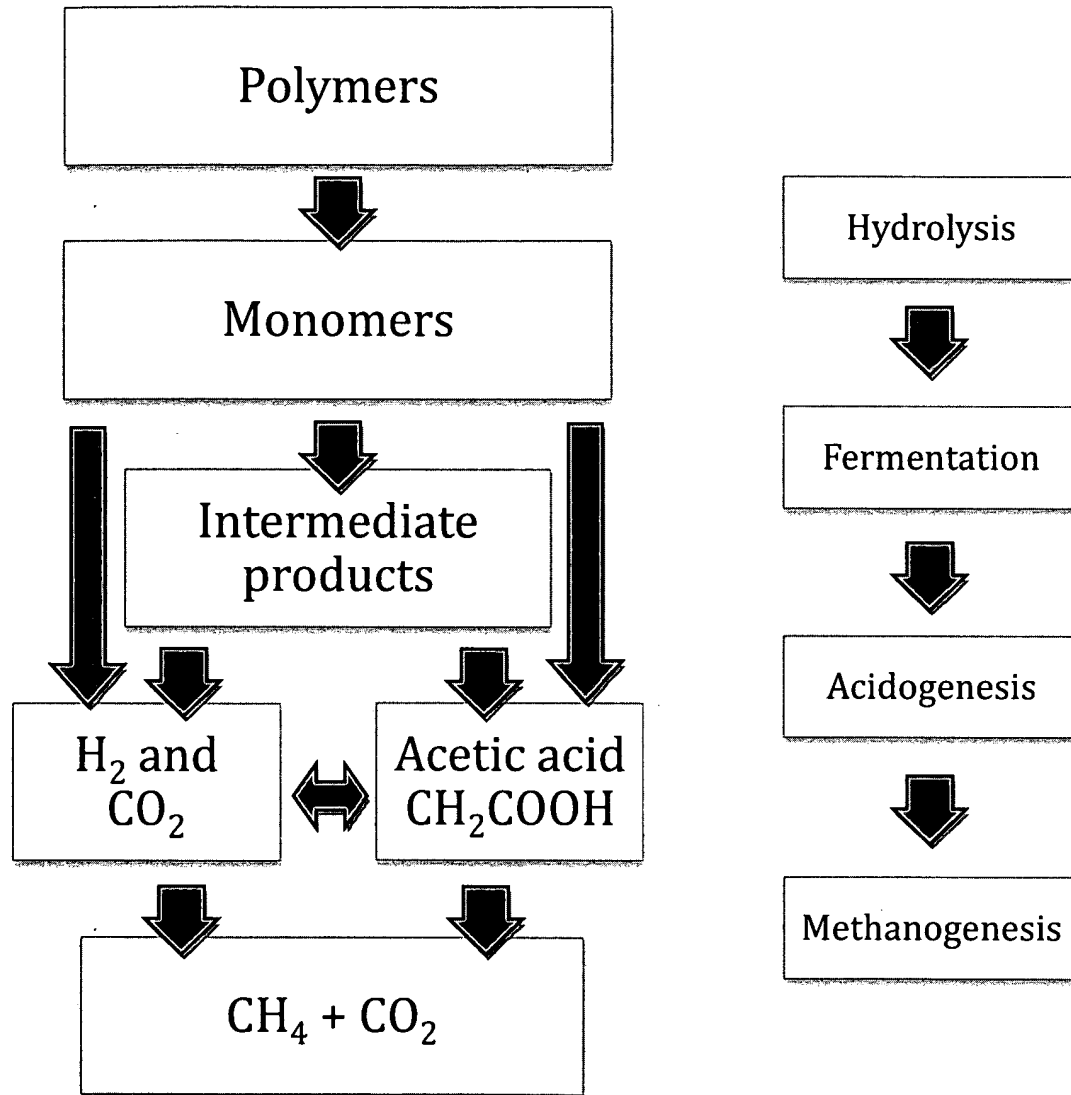 Polymers
Monomers
Intermediate
products
H₂ and
CO₂
Acetic acid
CH₂COOH
CH₄ + CO₂
Hydrolysis
Fermentation
Acidogenesis
Methanogenesis